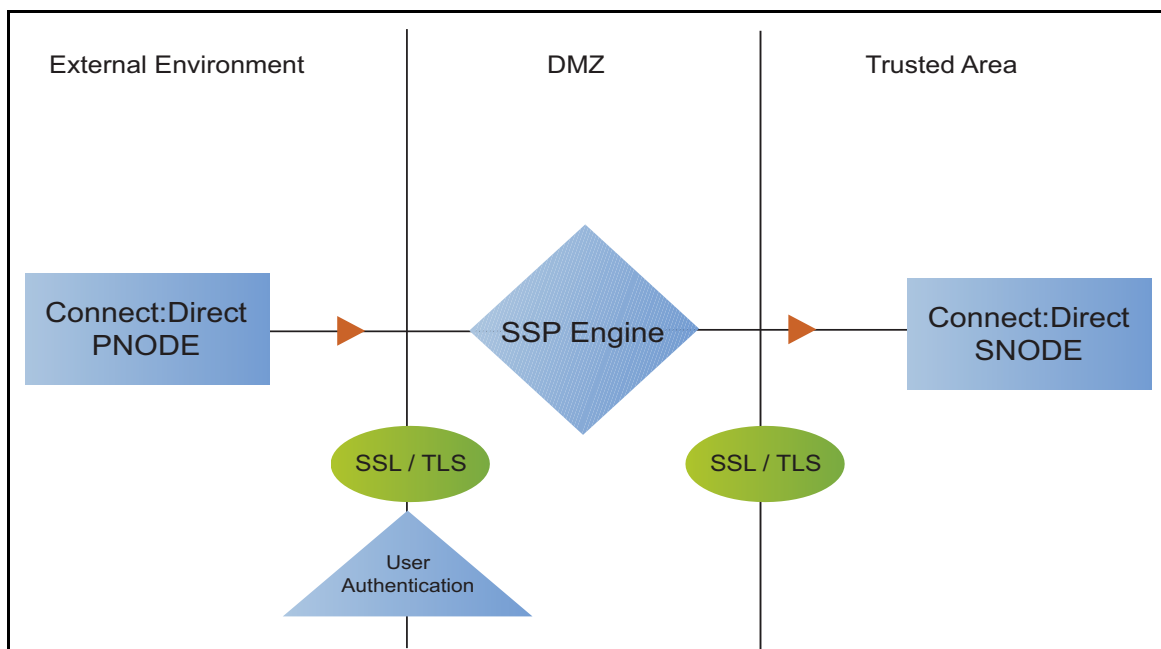 External Environment
DMZ
Trusted Area
Connect:Direct
PNODE
SSP Engine
Connect:Direct
SNODE
SSL / TLS
SSL / TLS
User
Authentication